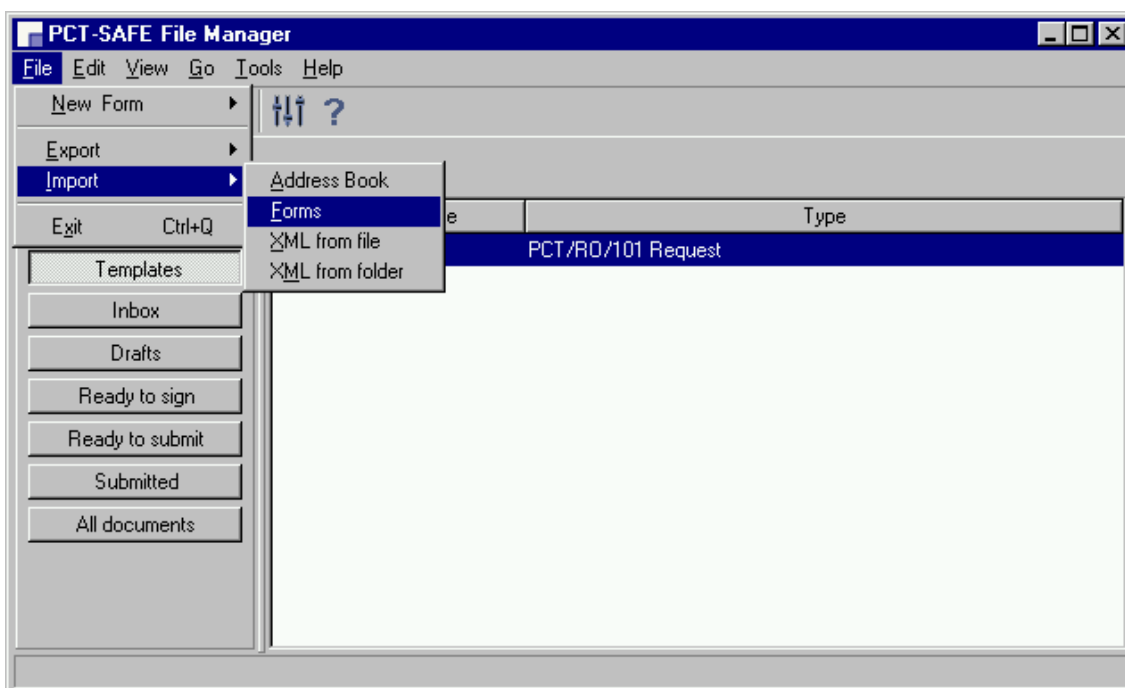 PCT-SAFE File Manager
File Edit View Go Tools Help
New Form
?
Export
Import
Address Book
Forms
e Type
Exit Ctrl+Q
XML from file
PCT/RO/101 Request
Templates
XML from folder
Inbox
Drafts
Ready to sign
Ready to submit
Submitted
All documents